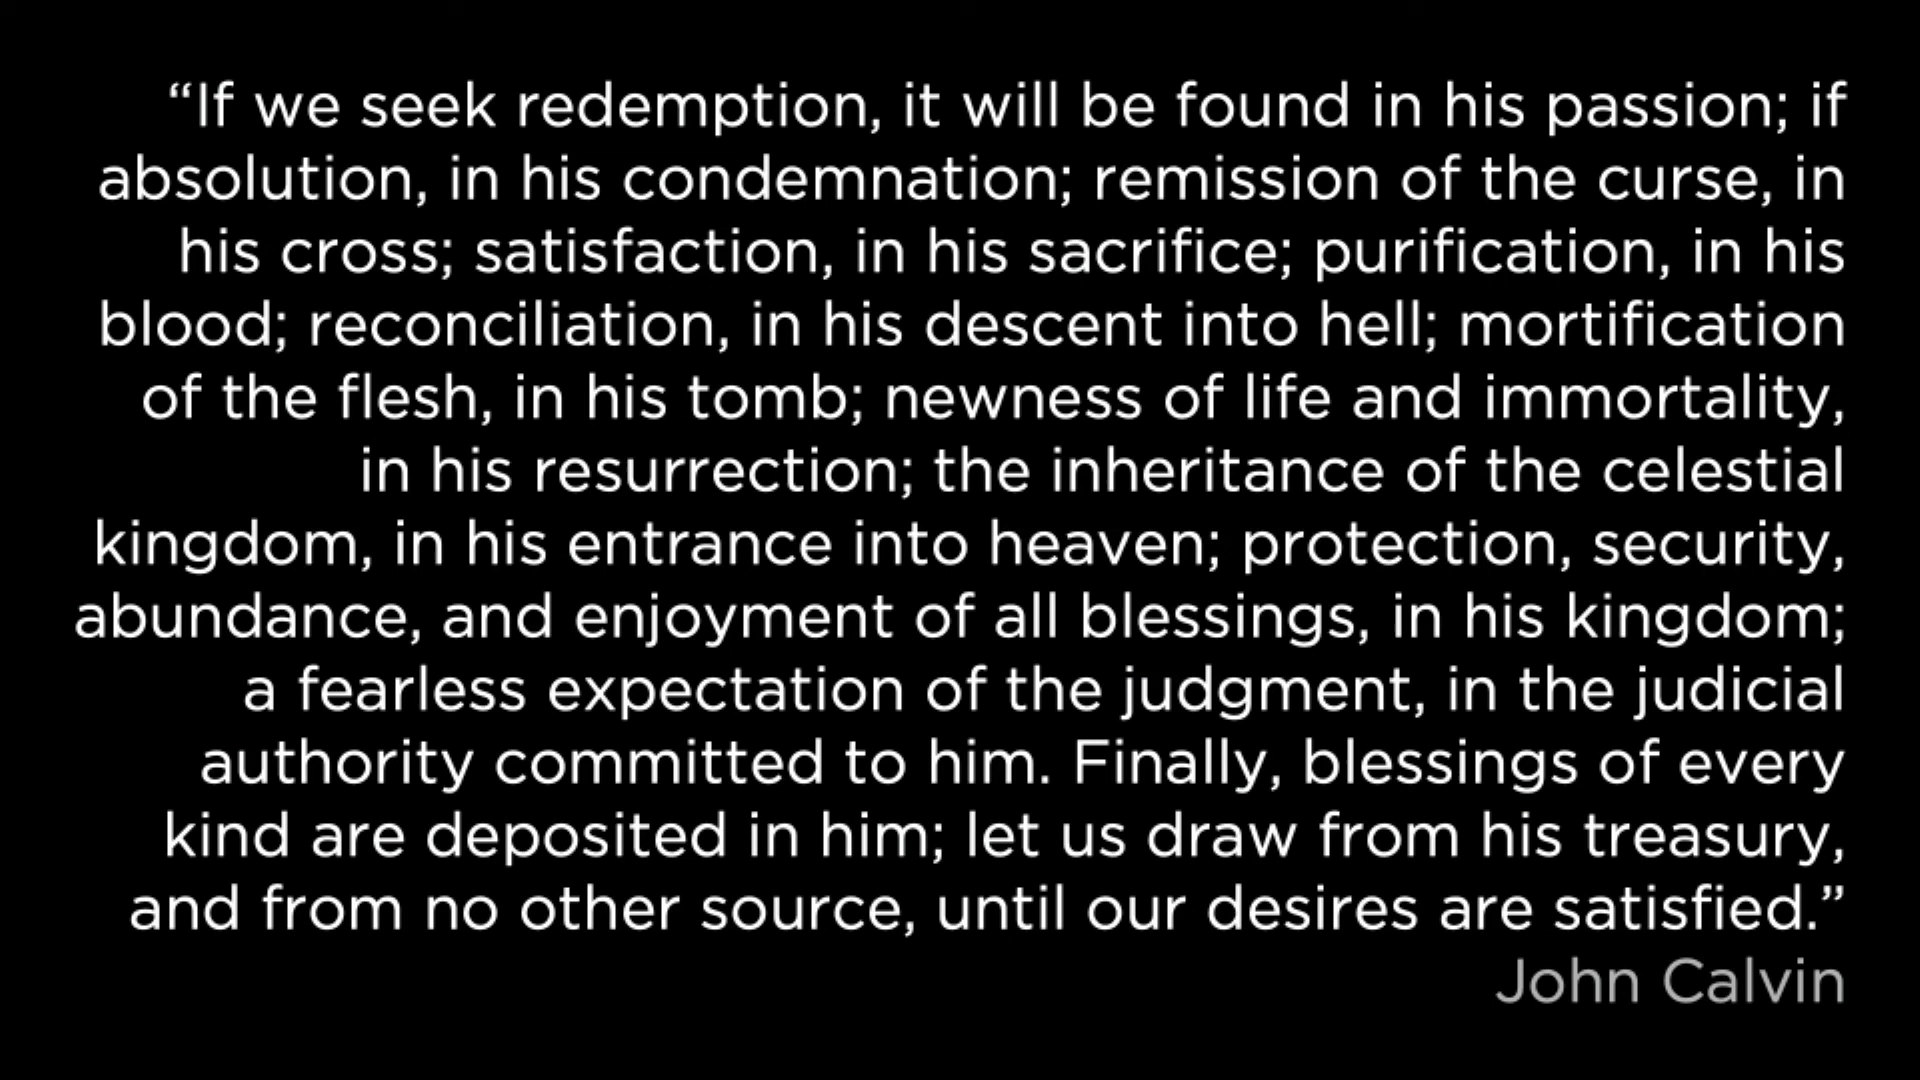 “If we seek redemption, it will be found in his passion; if
absolution, in his condemnation; remission of the curse, in
his cross; satisfaction, in his sacrifice; purification, in his
blood; reconciliation, in his descent into hell; mortification
of the flesh, in his tomb; newness of life and immortality,
in his resurrection; the inheritance of the celestial
kingdom, in his entrance into heaven; protection, security,
abundance, and enjoyment of all blessings, in his kingdom;
a fearless expectation of the judgment, in the judicial
authority committed to him. Finally, blessings of every
kind are deposited in him; let us draw from his treasury,
and from no other source, until our desires are satisfied.”
John Calvin